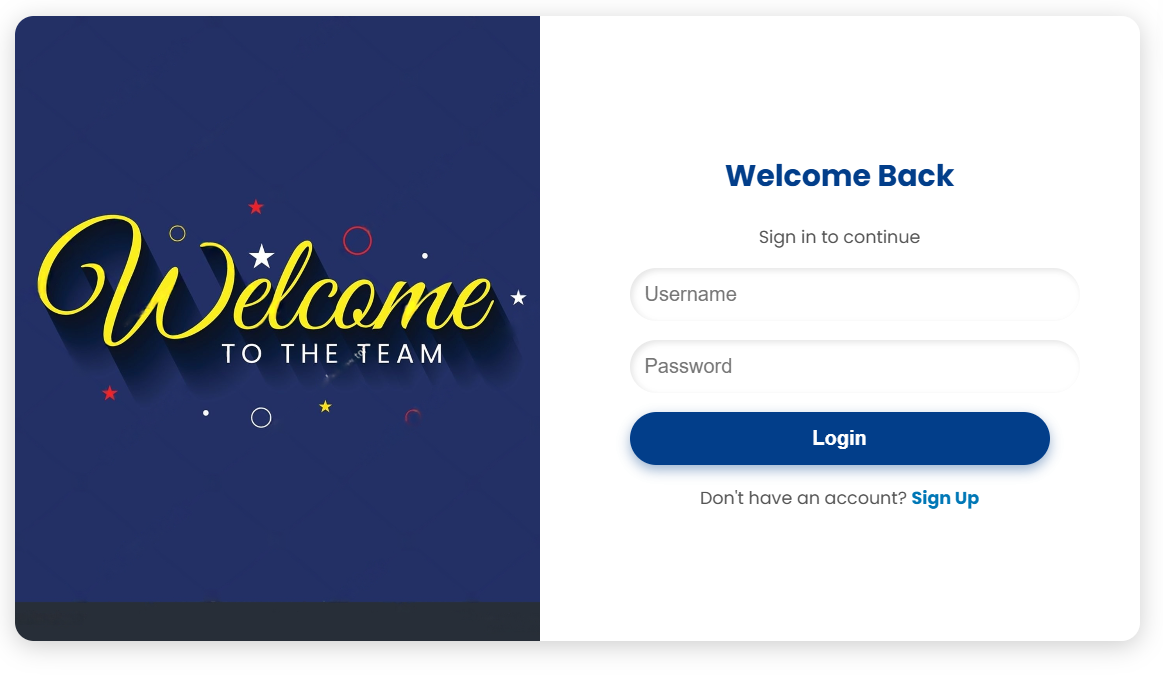 Welcome
TO THE TEAM
Welcome Back
Sign in to continue
Username
Password
Login
Don't have an account? Sign Up